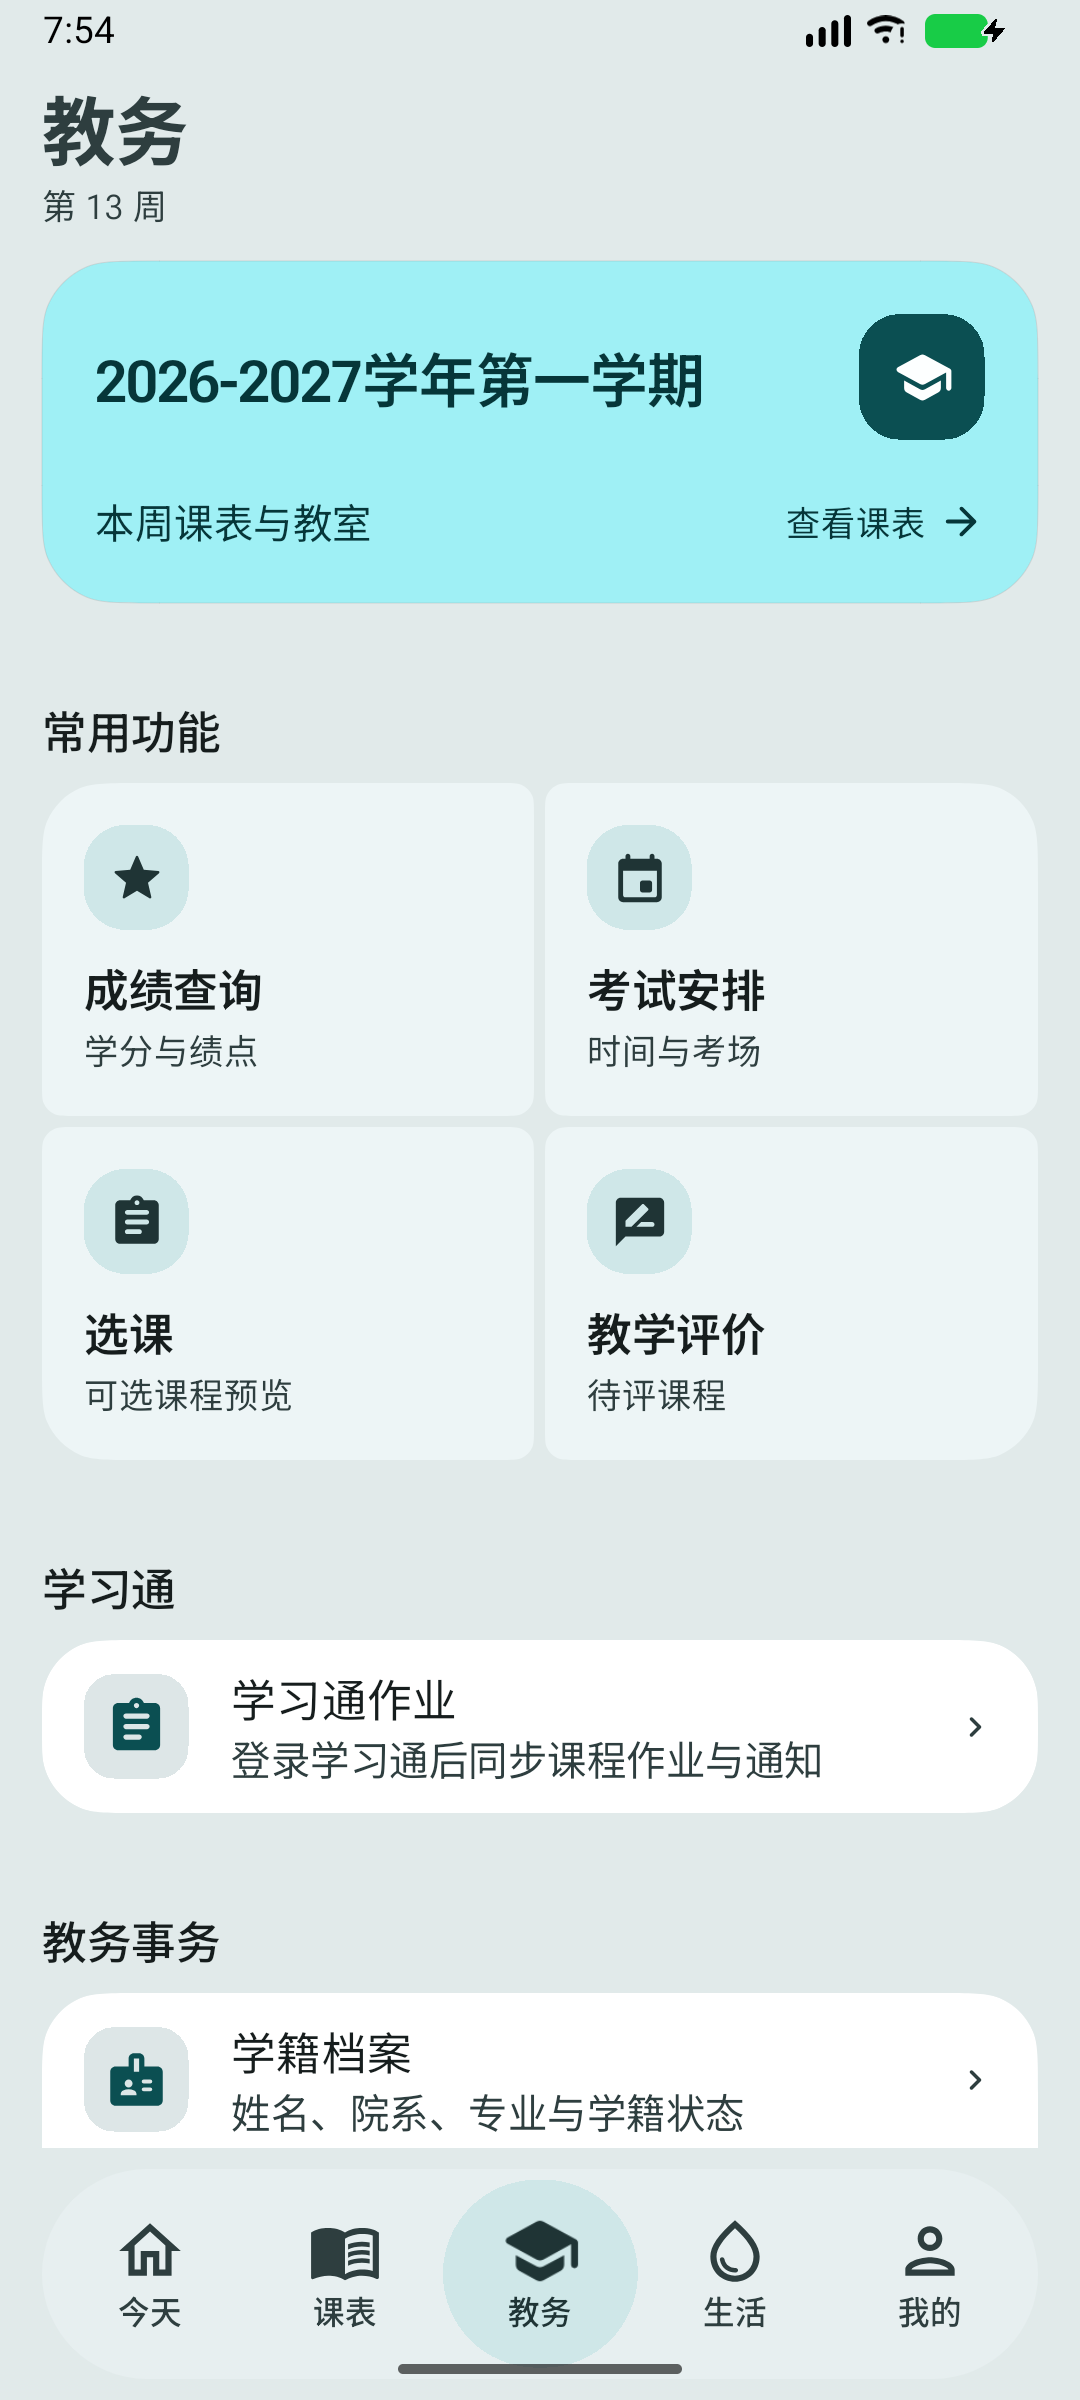 7:54
教务
第 13 周
2026-2027学年第一学期
本周课表与教室
查看课表
常用功能
成绩查询
学分与绩点
考试安排
时间与考场
选课
可选课程预览
教学评价
待评课程
学习通
学习通作业
登录学习通后同步课程作业与通知
教务事务
学籍档案
姓名、院系、专业与学籍状态
今天
课表
教务
生活
我的